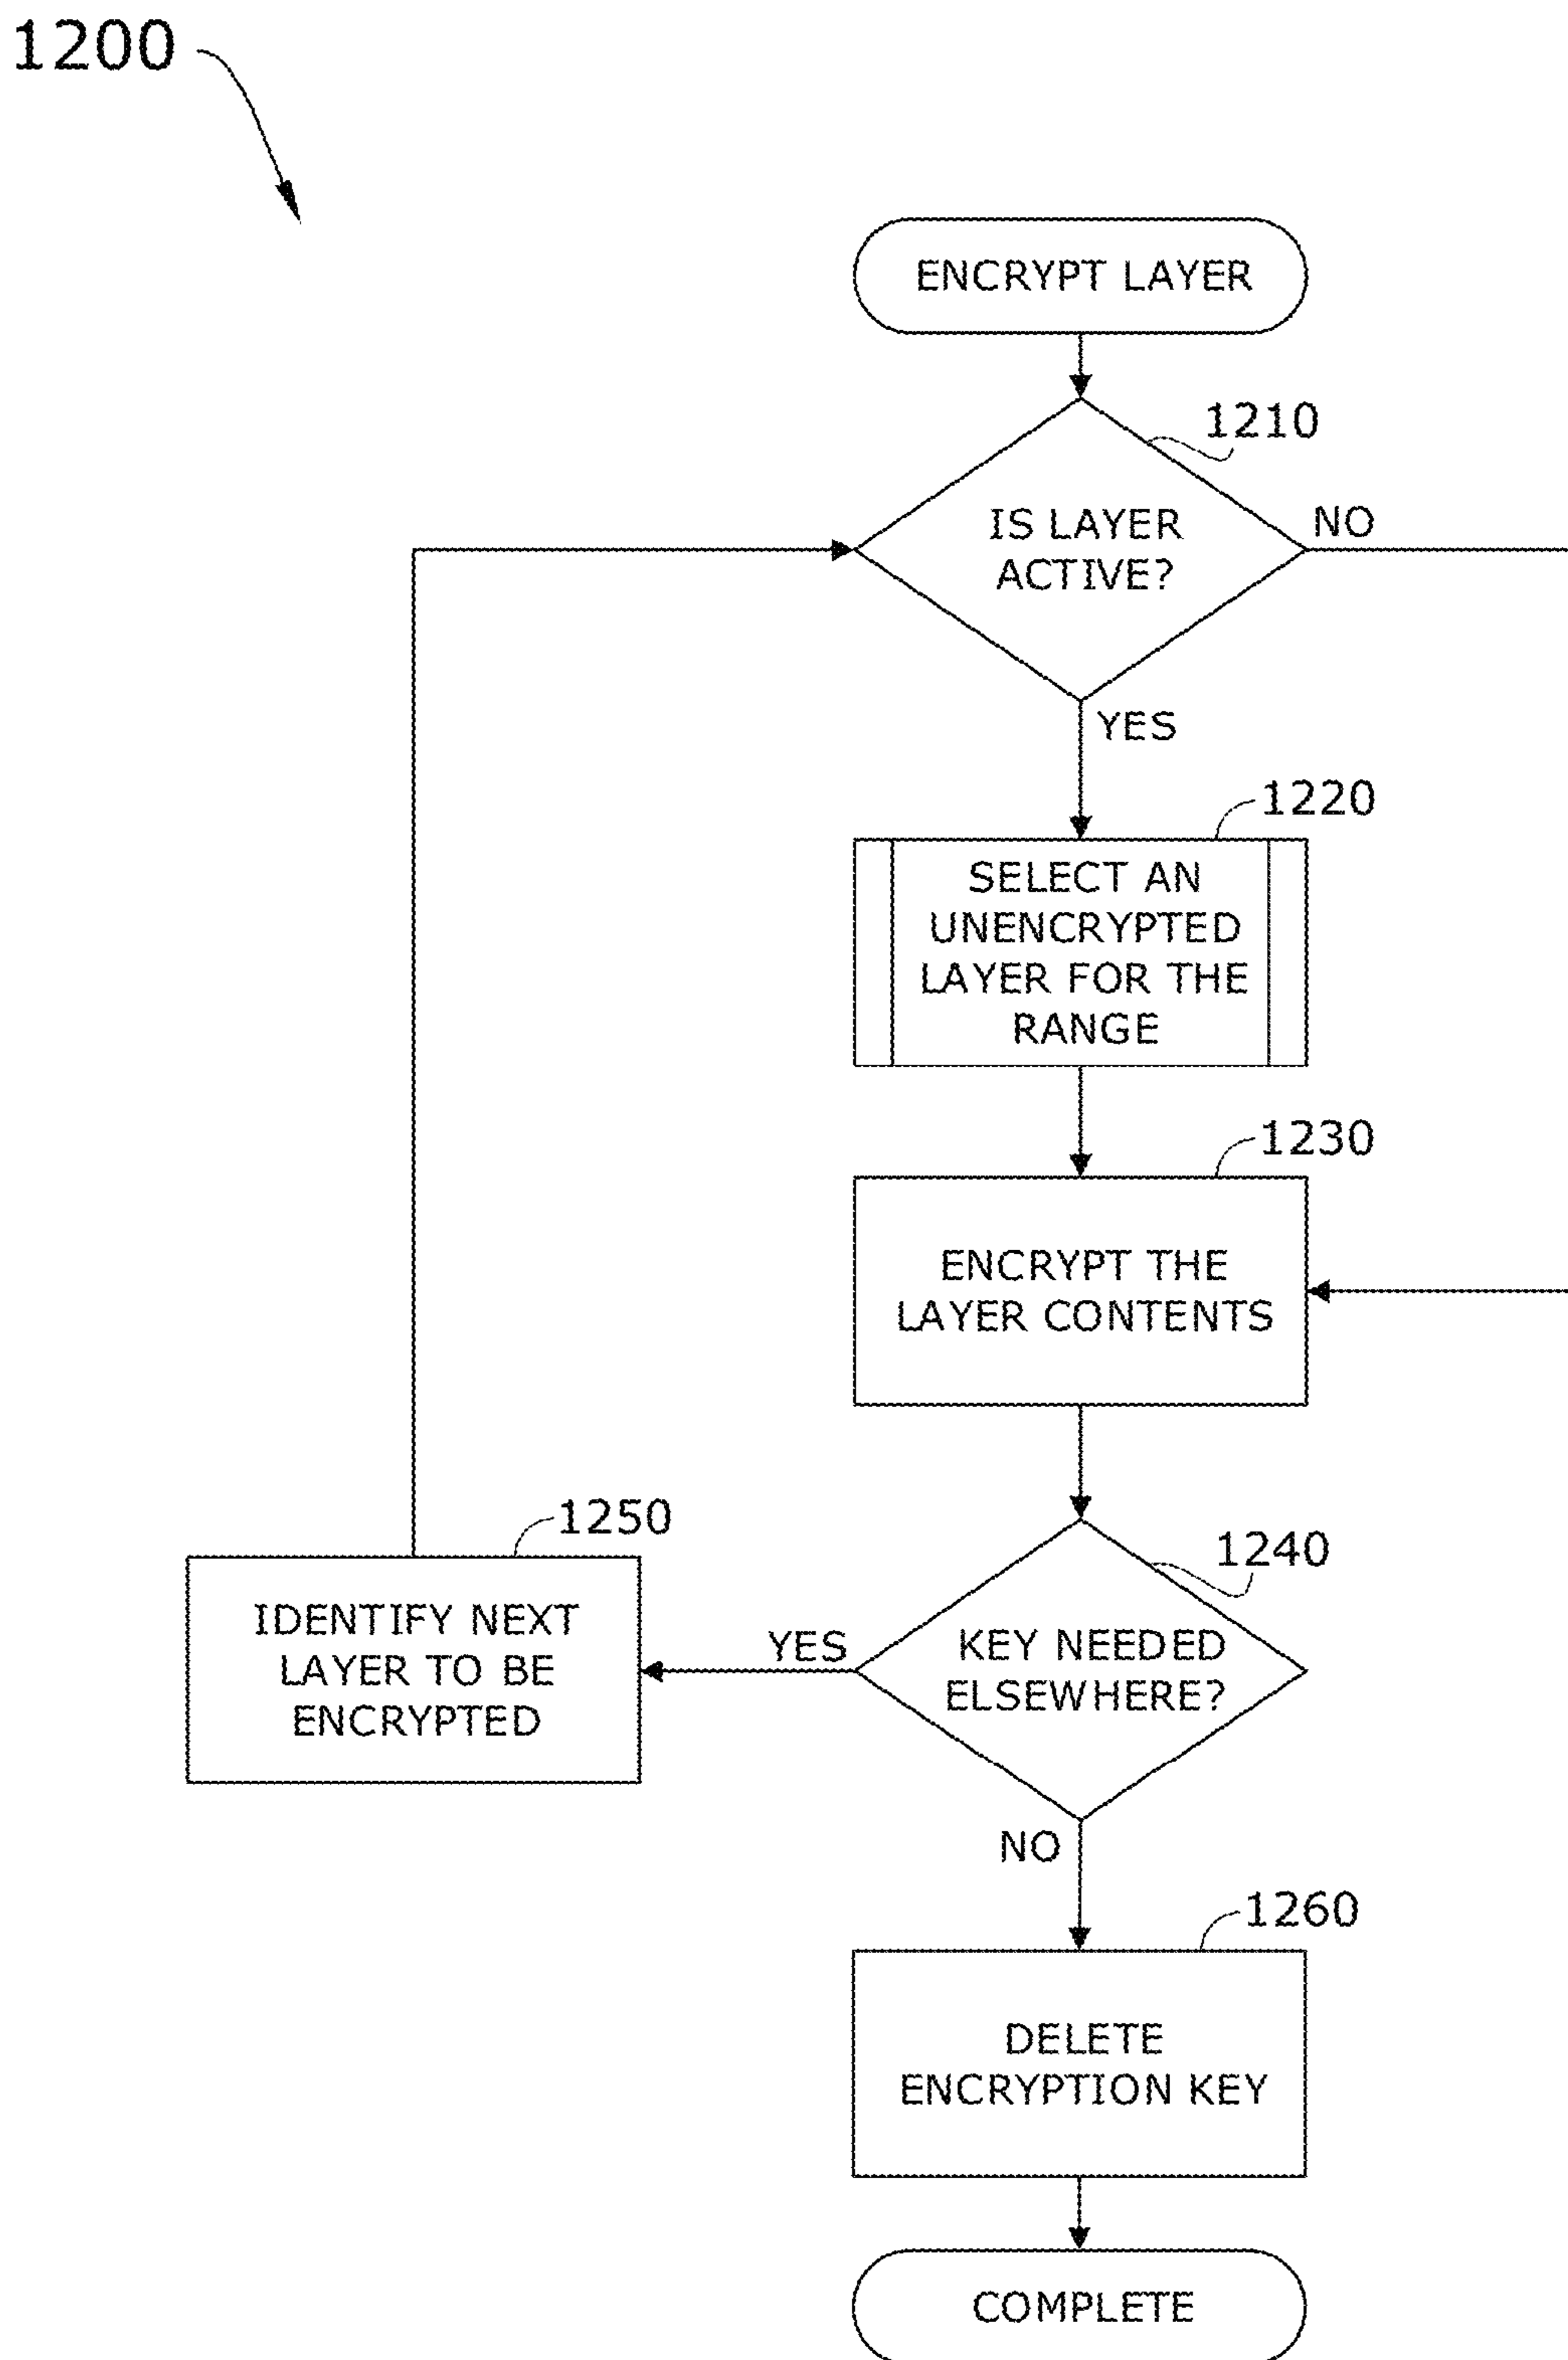 1200
ENCRYPT LAYER
1210
IS LAYER
ACTIVE?
NO
YES
1220
SELECT AN
UNENCRYPTED
LAYER FOR THE
RANGE
1230
ENCRYPT THE
LAYER CONTENTS
1250
IDENTIFY NEXT
LAYER TO BE
ENCRYPTED
1240
YES
KEY NEEDED
ELSEWHERE?
NO
1260
DELETE
ENCRYPTION KEY
COMPLETE